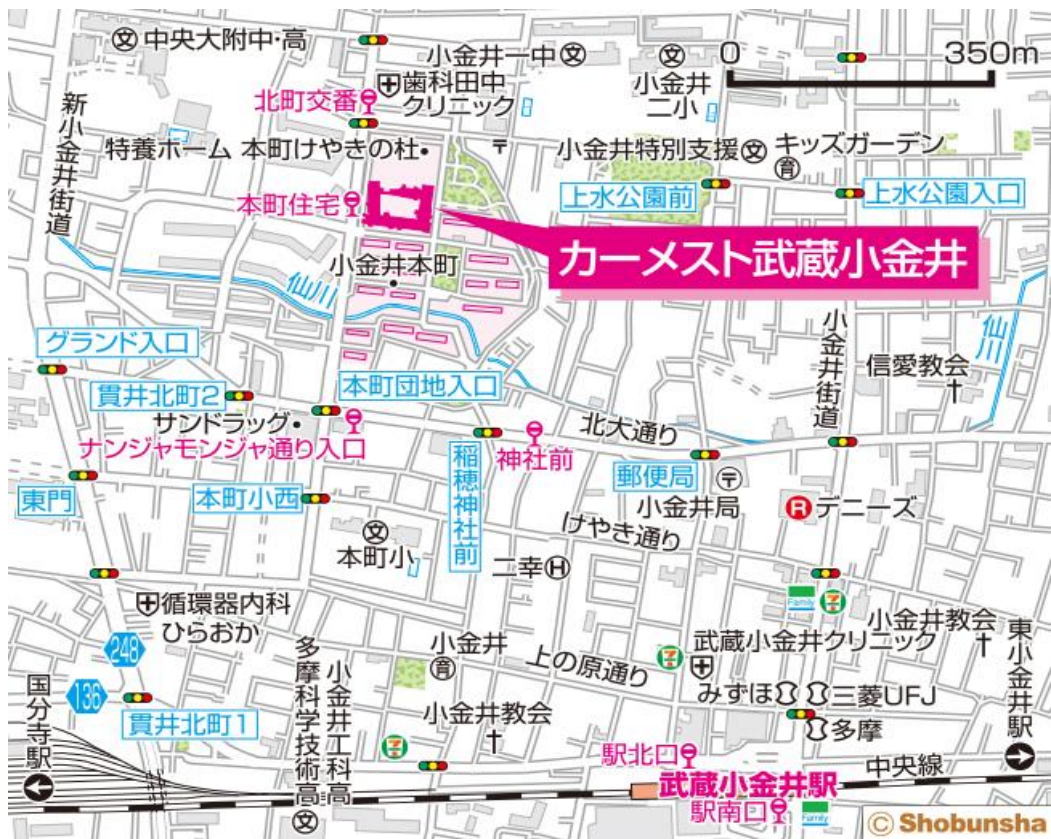 中央大附中・高
小金井一中
0 350m
北町交番
歯科田中
クリニック
小金井
二小
新小金井街道
特養ホーム 本町けやきの杜
小金井特別支援
キッズガーデン
本町住宅
上水公園前
上水公園入口
カーメスト武蔵小金井
小金井本町
仙川
小金井街道
仙川
グランド入口
貫井北町2
本町団地入口
信愛教会
サンドラッグ
ナンジャモンジャ通り入口
神社前
北大通り
稲穂神社前
郵便局
小金井局
東門
本町小西
本町小
けやき通り
デニーズ
二幸
循環器内科
ひらおか
Family
7
小金井教会
248
小金井
上の原通り
7
武蔵小金井クリニック
136
貫井北町1
多摩科学技術高
小金井工科高
小金井教会
みずほ
三菱UFJ
多摩
国分寺駅
東小金井駅
7
駅北口
中央線
武蔵小金井駅
駅南口
Family
© Shobunsha